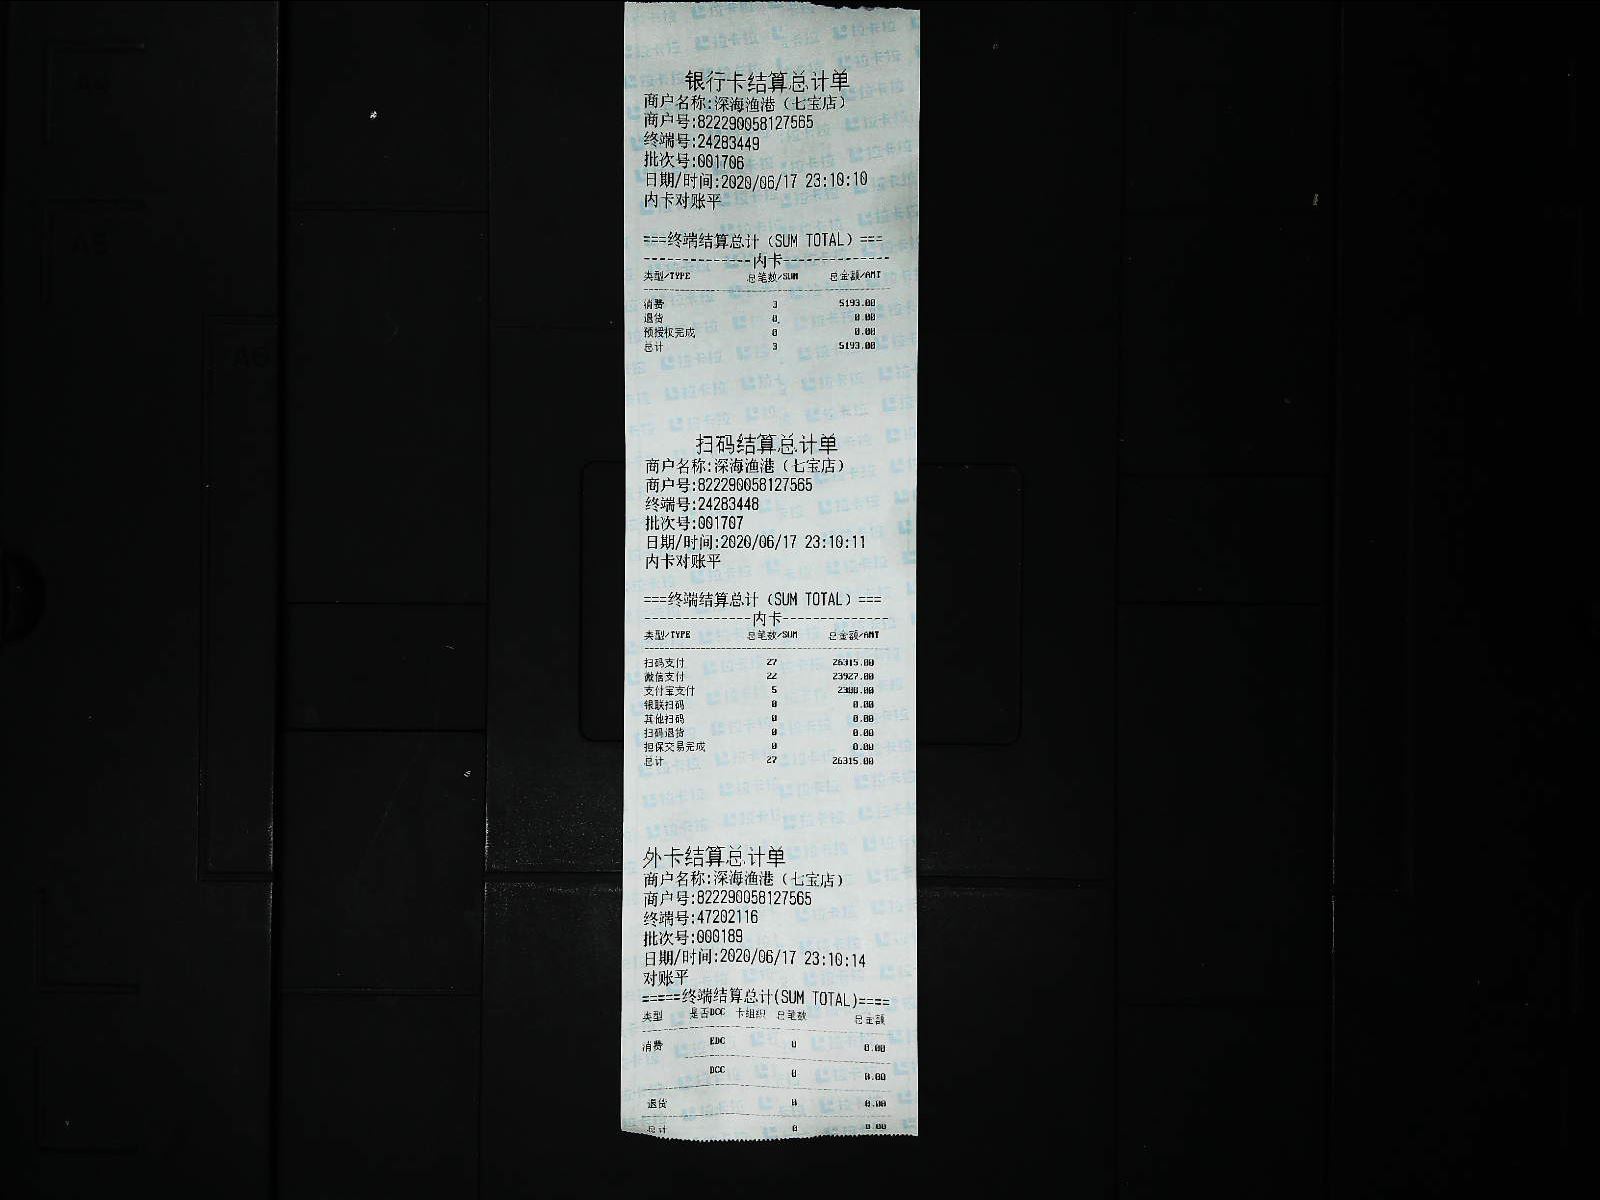 银行卡结算总计单
商户名称:深海渔港（七宝店）
商户号:822290058127565
终端号:24283449
批次号:001706
日期/时间:2020/06/17 23:10:10
内卡对账平
===终端结算总计（SUM TOTAL）===
--------------内卡--------------
类型/TYPE 总笔数/SUM 总金额/AMT
消费 3 5193.00
退货 0 0.00
预授权完成 0 0.00
总计 3 5193.00
扫码结算总计单
商户名称:深海渔港（七宝店）
商户号:822290058127565
终端号:24283448
批次号:001707
日期/时间:2020/06/17 23:10:11
内卡对账平
===终端结算总计（SUM TOTAL）===
--------------内卡--------------
类型/TYPE 总笔数/SUM 总金额/AMT
扫码支付 27 26315.00
微信支付 22 23927.00
支付宝支付 5 2388.00
银联扫码 0 0.00
其他扫码 0 0.00
扫码退货 0 0.00
担保交易完成 0 0.00
总计 27 26315.00
外卡结算总计单
商户名称:深海渔港（七宝店）
商户号:822290058127565
终端号:47202116
批次号:000189
日期/时间:2020/06/17 23:10:14
对账平
=====终端结算总计(SUM TOTAL)====
类型 是否DCC 卡组织 总笔数 总金额
消费 EDC 0 0.00
DCC 0 0.00
退货 0 0.00
总计 0 0.00